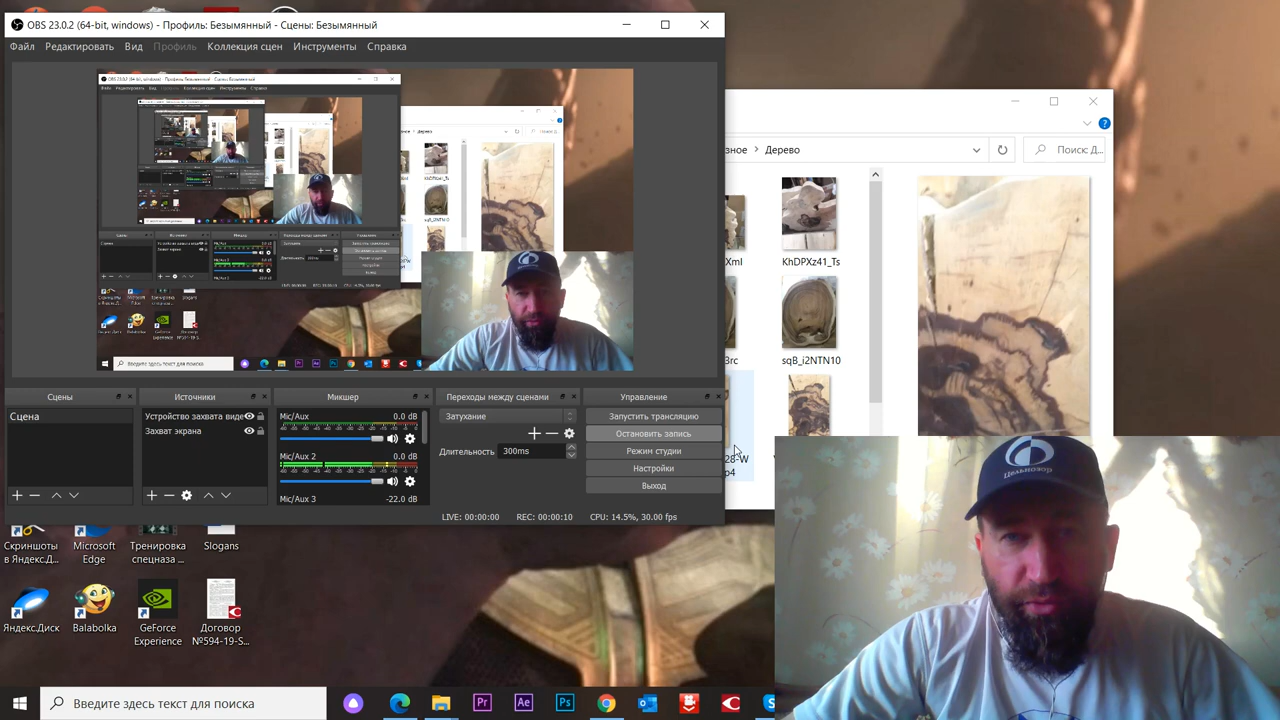 OBS 23.0.2 (64-bit, windows) - Профиль: Безымянный - Сцены: Безымянный
Файл Редактировать Вид Профиль Коллекция сцен Инструменты Справка
Дерево
Поиск: Д...
KhDPXz41_Ts
sqB_i2NTN10
Сцены
Источники
Микшер
Переходы между сценами
Управление
Сцена
Устройство захвата виде
Захват экрана
Mic/Aux 0.0 dB
Mic/Aux 2 0.0 dB
Mic/Aux 3 -22.0 dB
Затухание
Длительность 300ms
Запустить трансляцию
Остановить запись
Режим студии
Настройки
Выход
LIVE: 00:00:00 REC: 00:00:10 CPU: 14.5%, 30.00 fps
Цельнозор
Скриншоты в Яндекс.Д...
Microsoft Edge
Тренировка спецназа ...
Slogans
Яндекс.Диск
Balabolka
GeForce Experience
Договор №594-19-S...
Введите здесь текст для поиска
Pr Ae Ps